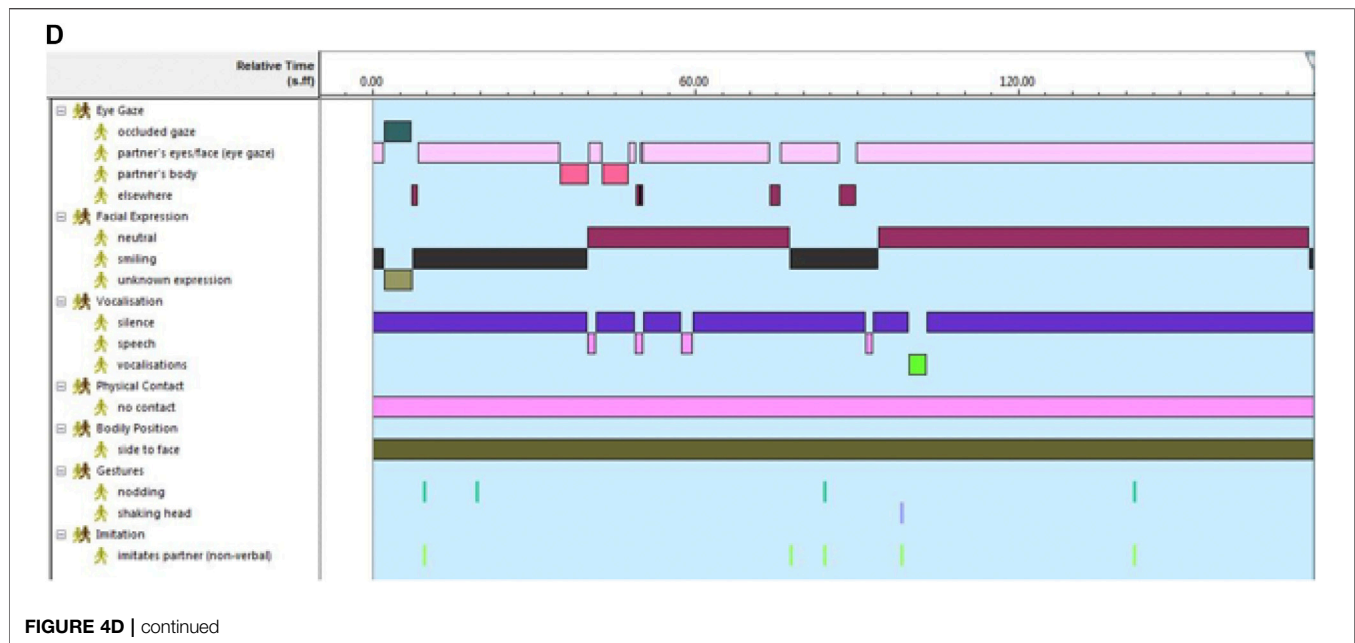 D
Relative Time
(s.ff)
0.00 60.00 120.00
Eye Gaze
occluded gaze
partner's eyes/face (eye gaze)
partner's body
elsewhere
Facial Expression
neutral
smiling
unknown expression
Vocalisation
silence
speech
vocalisations
Physical Contact
no contact
Bodily Position
side to face
Gestures
nodding
shaking head
Imitation
imitates partner (non-verbal)
FIGURE 4D | continued